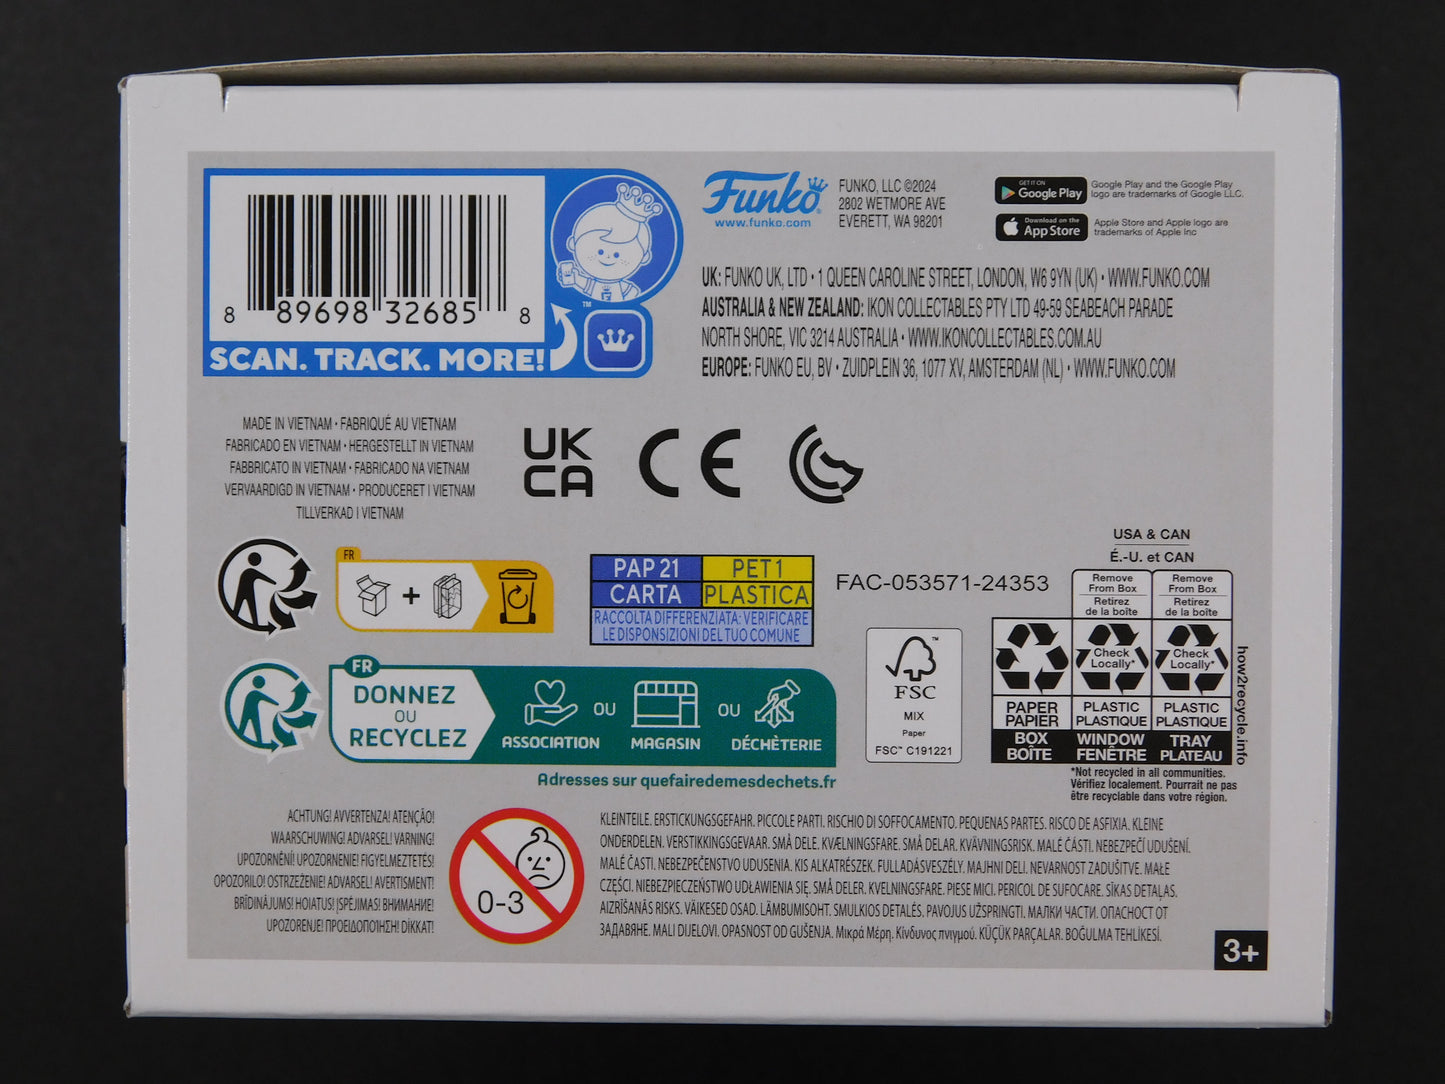 8 89698 32685 8
SCAN. TRACK. MORE!
™
Funko
www.funko.com
FUNKO, LLC ©2024
2802 WETMORE AVE
EVERETT, WA 98201
GET IT ON
Google Play
Google Play and the Google Play
logo are trademarks of Google LLC.
Download on the
App Store
Apple Store and Apple logo are
trademarks of Apple Inc
UK: FUNKO UK, LTD • 1 QUEEN CAROLINE STREET, LONDON, W6 9YN (UK) • WWW.FUNKO.COM
AUSTRALIA & NEW ZEALAND: IKON COLLECTABLES PTY LTD 49-59 SEABEACH PARADE
NORTH SHORE, VIC 3214 AUSTRALIA • WWW.IKONCOLLECTABLES.COM.AU
EUROPE: FUNKO EU, BV • ZUIDPLEIN 36, 1077 XV, AMSTERDAM (NL) • WWW.FUNKO.COM
MADE IN VIETNAM • FABRIQUÉ AU VIETNAM
FABRICADO EN VIETNAM • HERGESTELLT IN VIETNAM
FABBRICATO IN VIETNAM • FABRICADO NA VIETNAM
VERVAARDIGD IN VIETNAM • PRODUCERET I VIETNAM
TILLVERKAD I VIETNAM
UK
CA
CE
FR
+
PAP 21
PET 1
CARTA
PLASTICA
RACCOLTA DIFFERENZIATA: VERIFICARE
LE DISPONSIZIONI DEL TUO COMUNE
FAC-053571-24353
FR
DONNEZ
OU
RECYCLEZ
ASSOCIATION
OU
MAGASIN
OU
DÉCHÈTERIE
Adresses sur quefairedemesdechets.fr
™
FSC
MIX
Paper
FSC™ C191221
USA & CAN
É.-U. et CAN
Remove
From Box
Retirez
de la boîte
Remove
From Box
Retirez
de la boîte
Check
Locally*
Check
Locally*
PAPER
PAPIER
PLASTIC
PLASTIQUE
PLASTIC
PLASTIQUE
BOX
BOÎTE
WINDOW
FENÊTRE
TRAY
PLATEAU
how2recycle.info
*Not recycled in all communities.
Vérifiez localement. Pourrait ne pas
être recyclable dans votre région.
ACHTUNG! AVVERTENZA! ATENÇÃO!
WAARSCHUWING! ADVARSEL! VARNING!
UPOZORNĚNÍ! UPOZORNENIE! FIGYELMEZTETÉS!
OPOZORILO! OSTRZEŻENIE! ADVARSEL! AVERTISMENT!
BRĪDINĀJUMS! HOIATUS! ĮSPĖJIMAS! ВНИМАНИЕ!
UPOZORENJE! ΠΡΟΕΙΔΟΠΟΙΗΣΗ! DİKKAT!
0-3
KLEINTEILE. ERSTICKUNGSGEFAHR. PICCOLE PARTI. RISCHIO DI SOFFOCAMENTO. PEQUENAS PARTES. RISCO DE ASFIXIA. KLEINE
ONDERDELEN. VERSTIKKINGSGEVAAR. SMÅ DELE. KVÆLNINGSFARE. SMÅ DELAR. KVÄVNINGSRISK. MALÉ ČÁSTI. NEBEZPEČÍ UDUŠENÍ.
MALÉ ČASTI. NEBEZPEČENSTVO UDUSENIA. KIS ALKATRÉSZEK. FULLADÁSVESZÉLY. MAJHNI DELI. NEVARNOST ZADUŠITVE. MAŁE
CZĘŚCI. NIEBEZPIECZEŃSTWO UDŁAWIENIA SIĘ. SMÅ DELER. KVELNINGSFARE. PIESE MICI. PERICOL DE SUFOCARE. SĪKAS DETAĻAS.
AIZRĪŠANĀS RISKS. VÄIKESED OSAD. LÄMBUMISOHT. SMULKIOS DETALĖS. PAVOJUS UŽSPRINGTI. МАЛКИ ЧАСТИ. ОПАСНОСТ ОТ
ЗАДАВЯНЕ. MALI DIJELOVI. OPASNOST OD GUŠENJA. Μικρά Μέρη. Κίνδυνος πνιγμού. KÜÇÜK PARÇALAR. BOĞULMA TEHLİKESİ.
3+